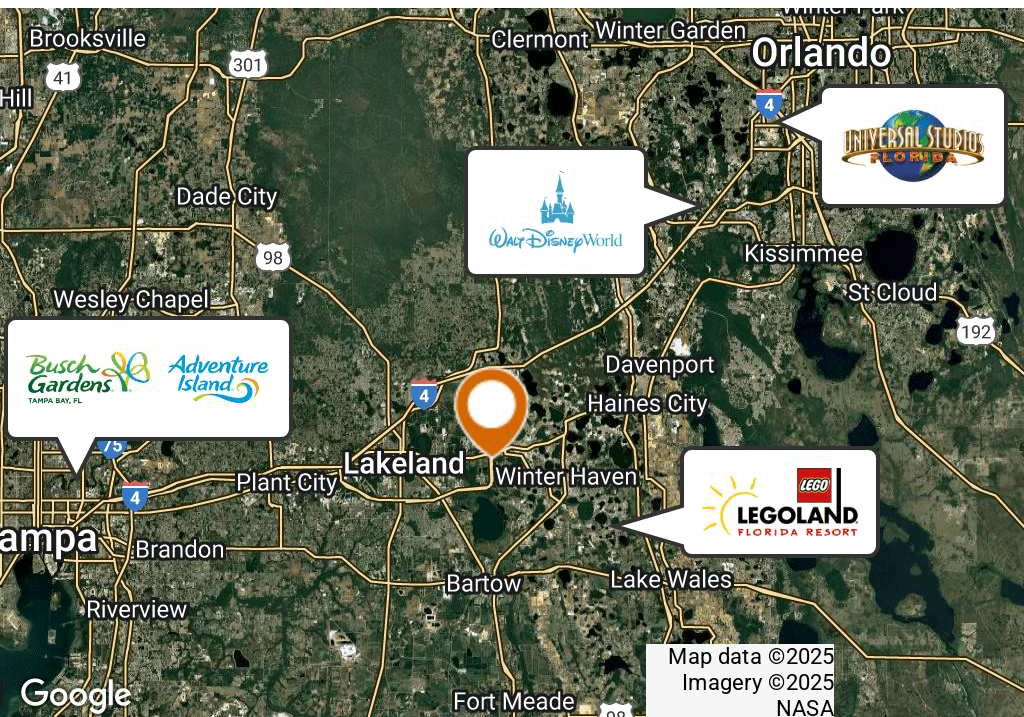 Winter Park
Brooksville
Clermont
Winter Garden
Orlando
301
41
Hill
4
UNIVERSAL STUDIOS
FLORIDA
Dade City
WALT DISNEY World
98
Kissimmee
St Cloud
Wesley Chapel
192
Busch
Gardens
TAMPA BAY, FL
Adventure
Island
Davenport
4
Haines City
75
Lakeland
Plant City
Winter Haven
4
LEGO
LEGOLAND
FLORIDA RESORT
ampa
Brandon
Bartow
Lake Wales
Riverview
Map data ©2025
Imagery ©2025
NASA
Google
Fort Meade
98